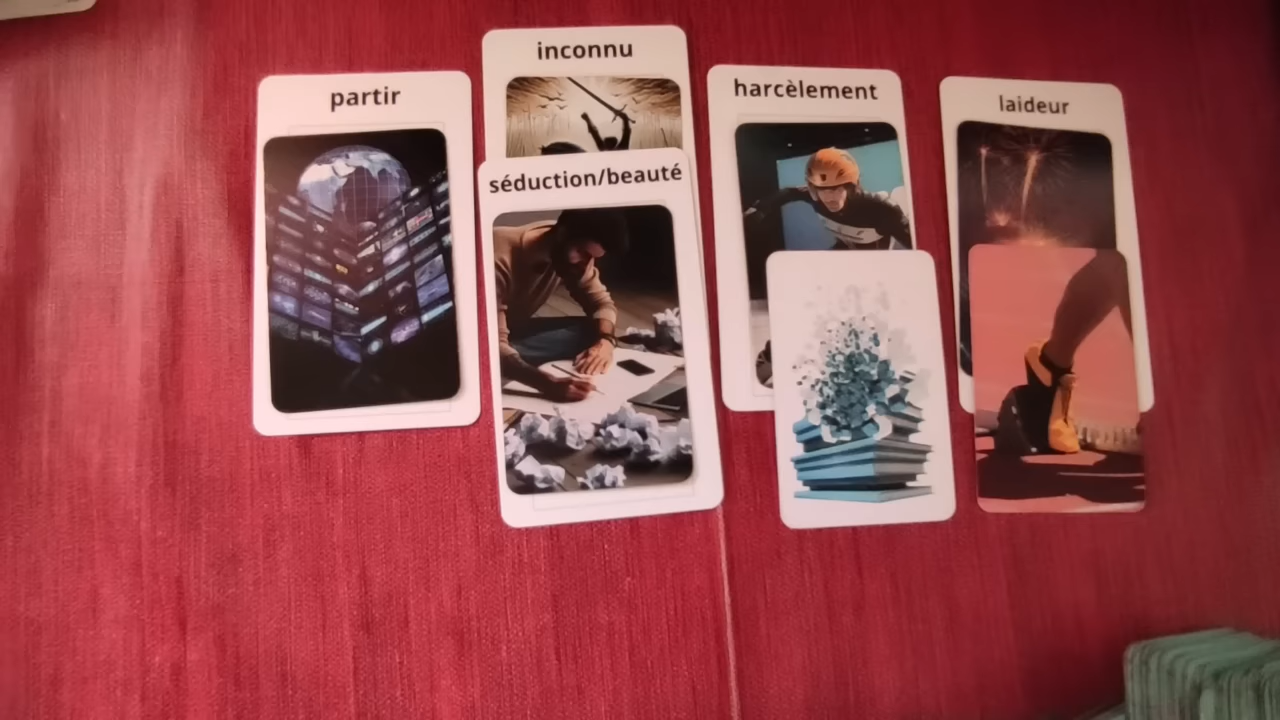 partir
inconnu
séduction/beauté
harcèlement
laideur